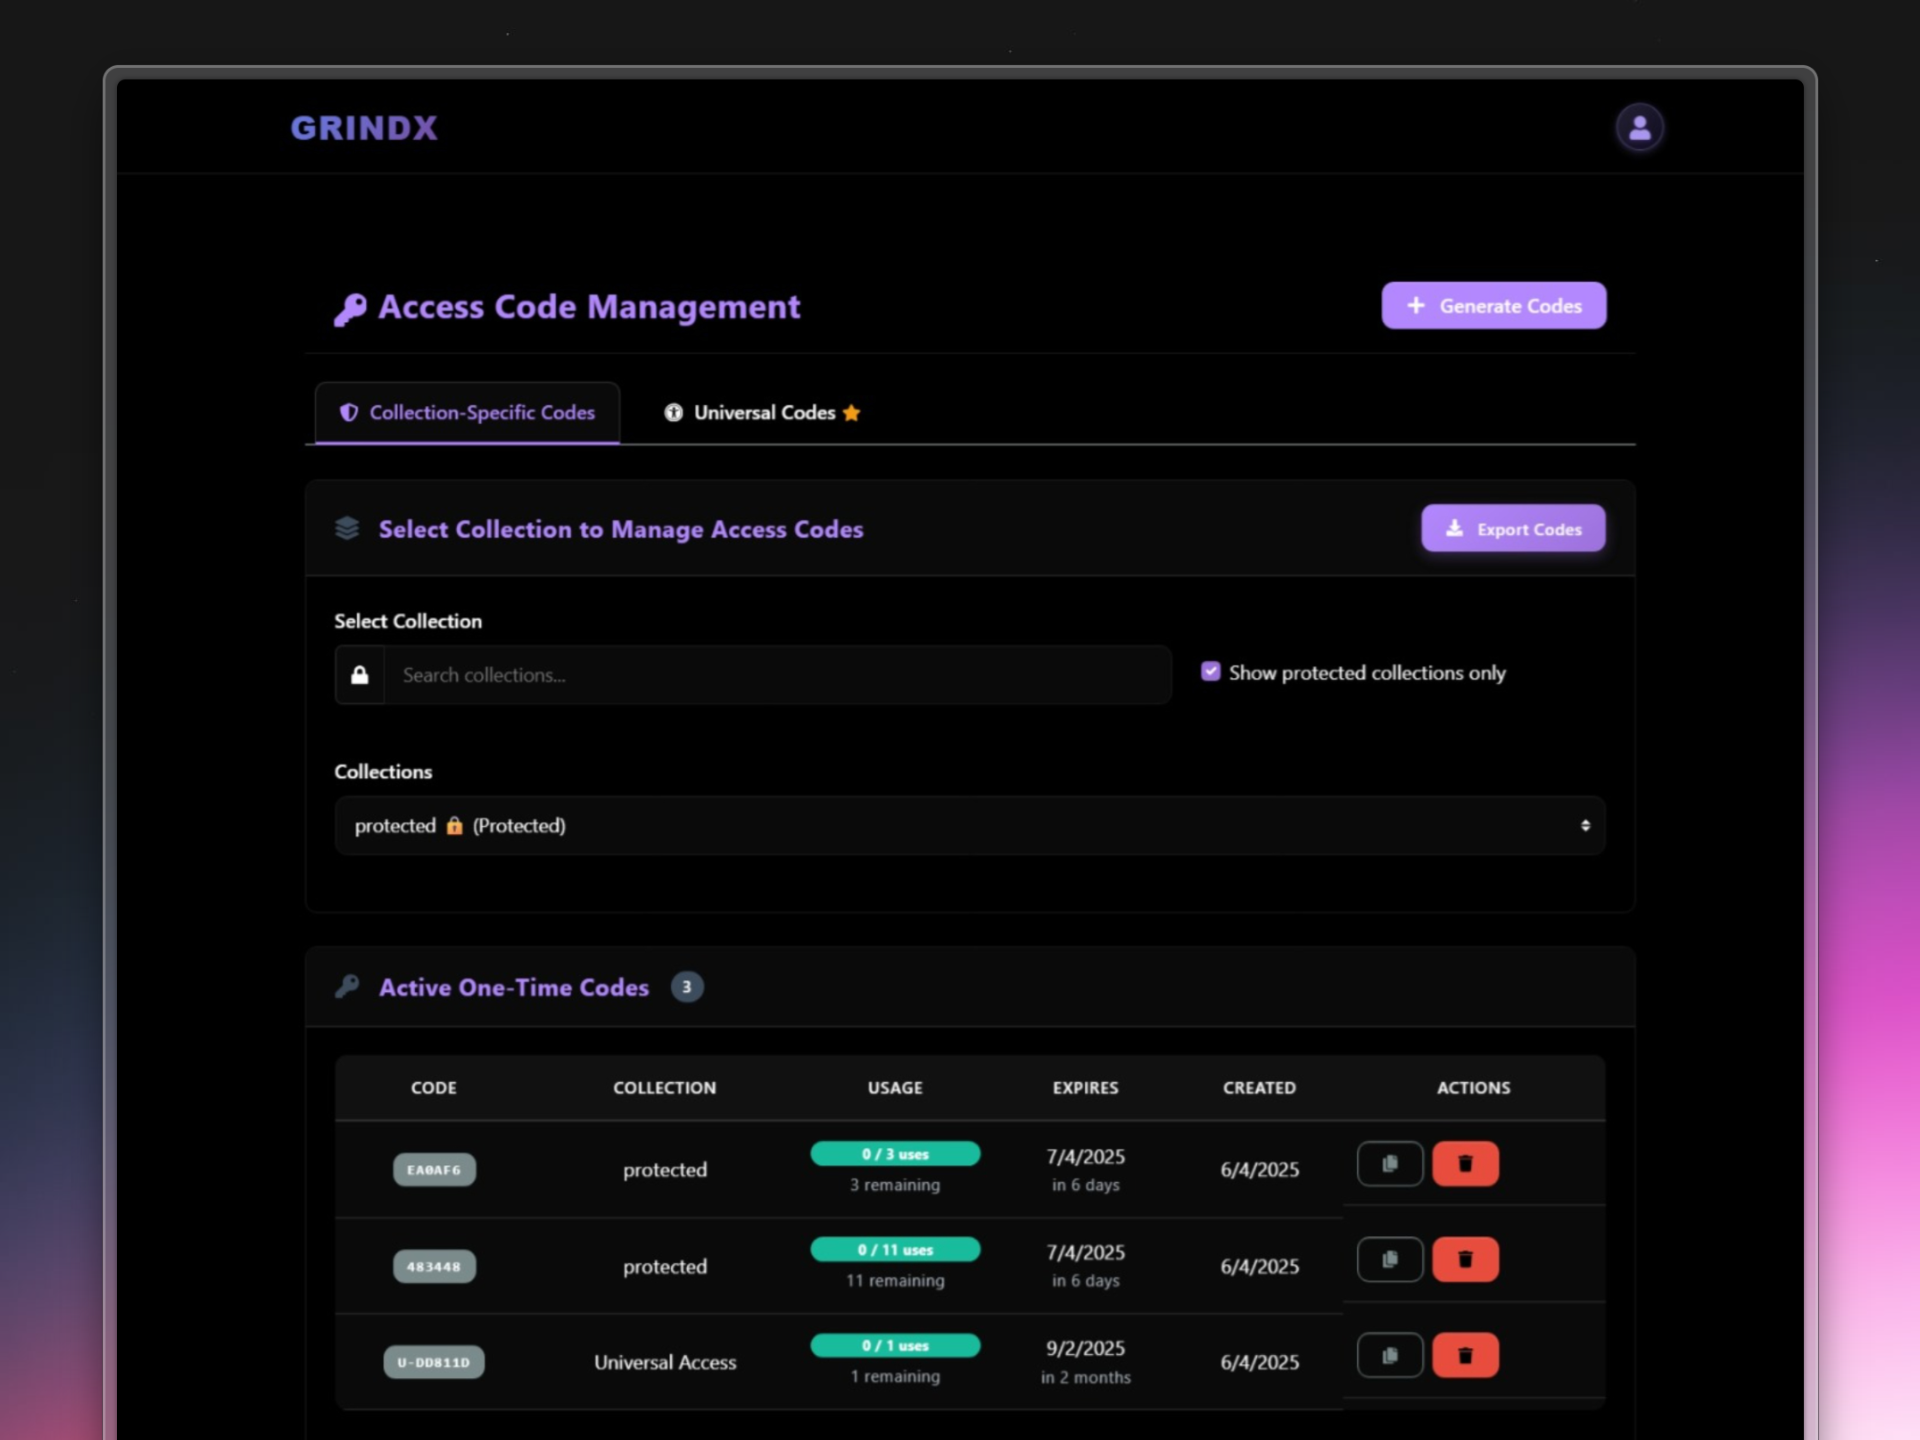 GRINDX
Access Code Management
Generate Codes
Collection-Specific Codes
Universal Codes
Select Collection to Manage Access Codes
Export Codes
Select Collection
Search collections...
Show protected collections only
Collections
protected 🔒 (Protected)
Active One-Time Codes 3
CODE COLLECTION USAGE EXPIRES CREATED ACTIONS
EA0AF6 protected 0 / 3 uses 7/4/2025 6/4/2025
3 remaining in 6 days
483448 protected 0 / 11 uses 7/4/2025 6/4/2025
11 remaining in 6 days
U-DD811D Universal Access 0 / 1 uses 9/2/2025 6/4/2025
1 remaining in 2 months